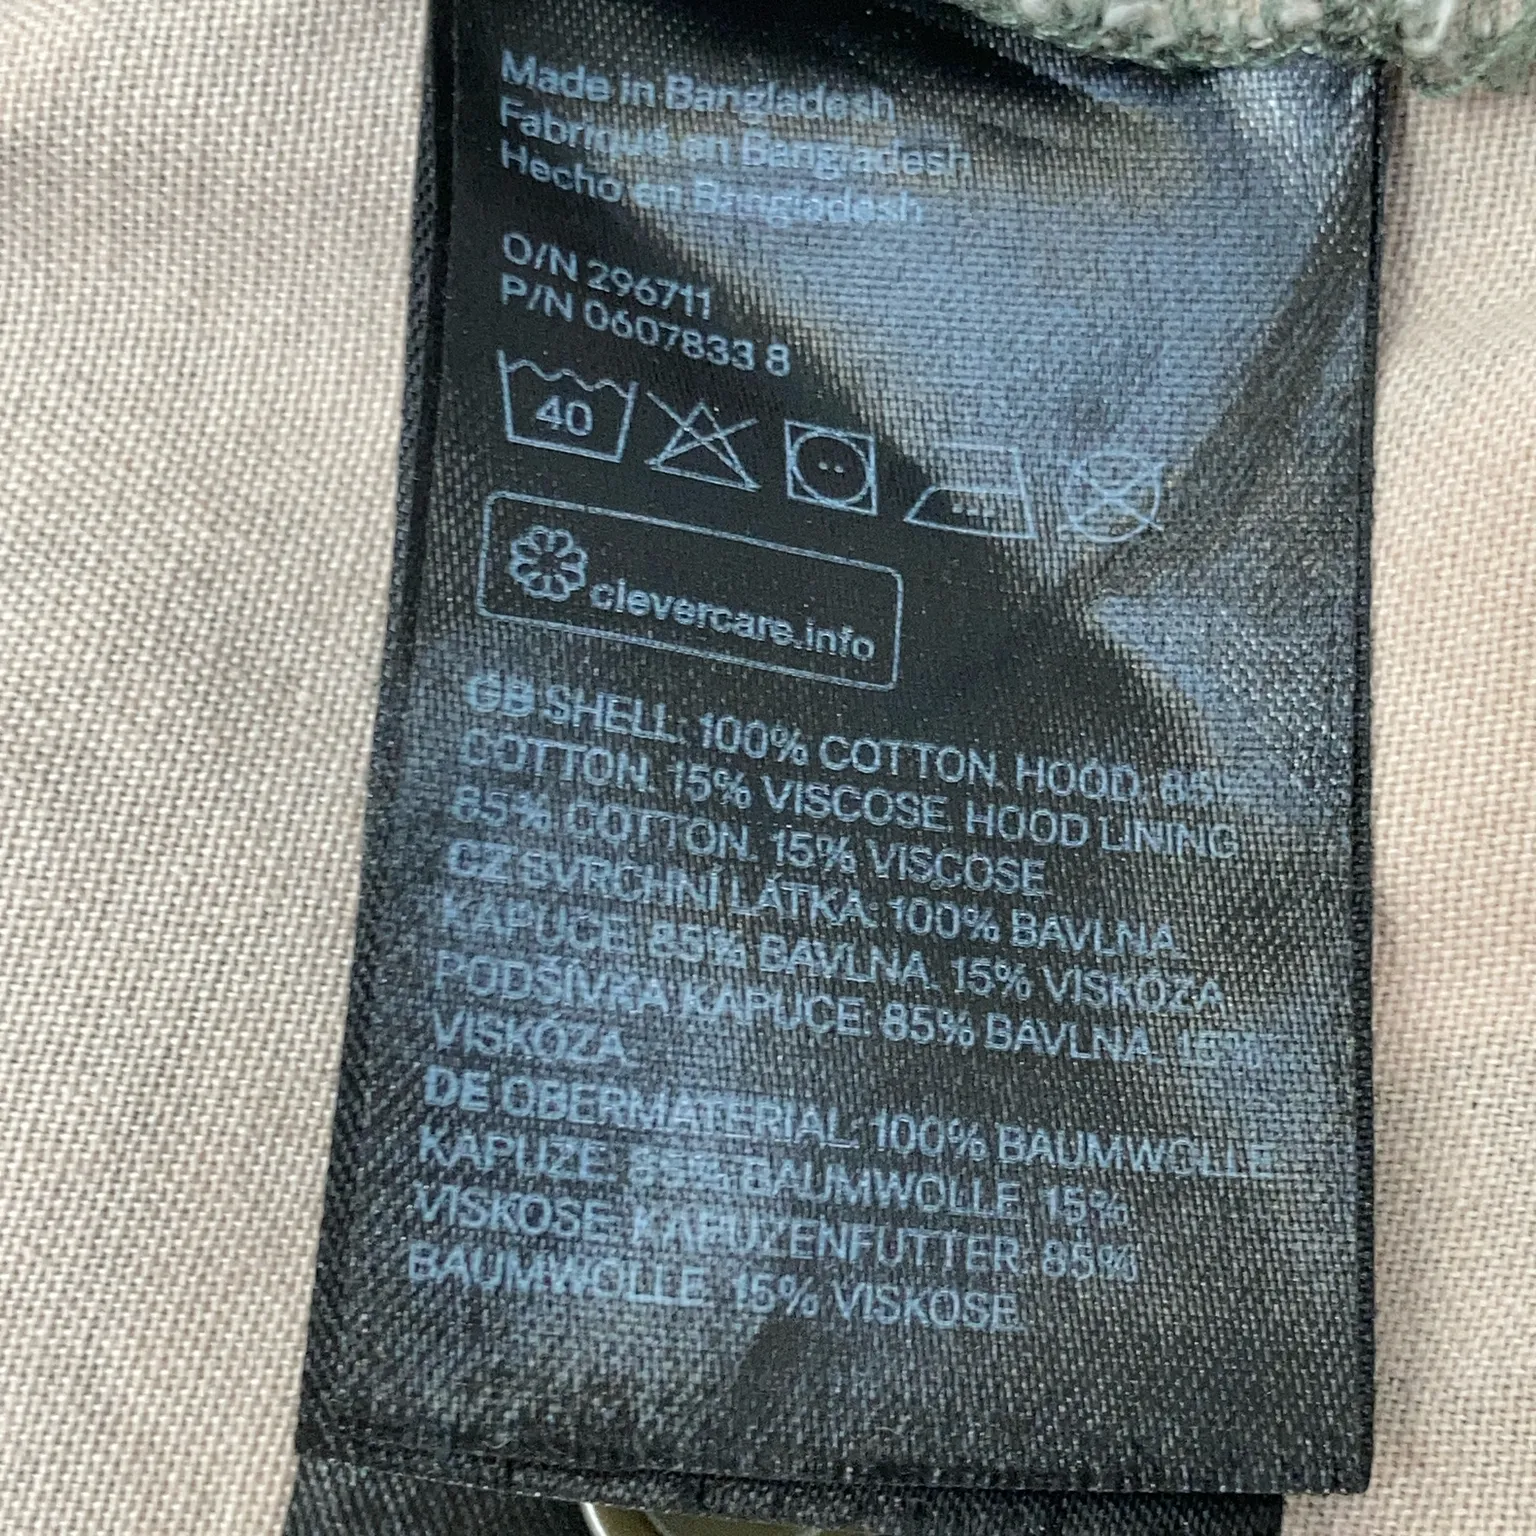 Made in Bangladesh
Fabriqué en Bangladesh
Hecho en Bangladesh
O/N 296711
P/N 0607833 8
40
clevercare.info
GB SHELL: 100% COTTON. HOOD: 85%
COTTON. 15% VISCOSE. HOOD LINING
85% COTTON. 15% VISCOSE
CZ SVRCHNÍ LÁTKA: 100% BAVLNA.
KAPUCE: 85% BAVLNA. 15% VISKÓZA
PODŠÍVKA KAPUCE: 85% BAVLNA. 15%
VISKÓZA
DE OBERMATERIAL: 100% BAUMWOLLE
KAPUZE: 85% BAUMWOLLE. 15%
VISKOSE. KAPUZENFUTTER: 85%
BAUMWOLLE. 15% VISKOSE.